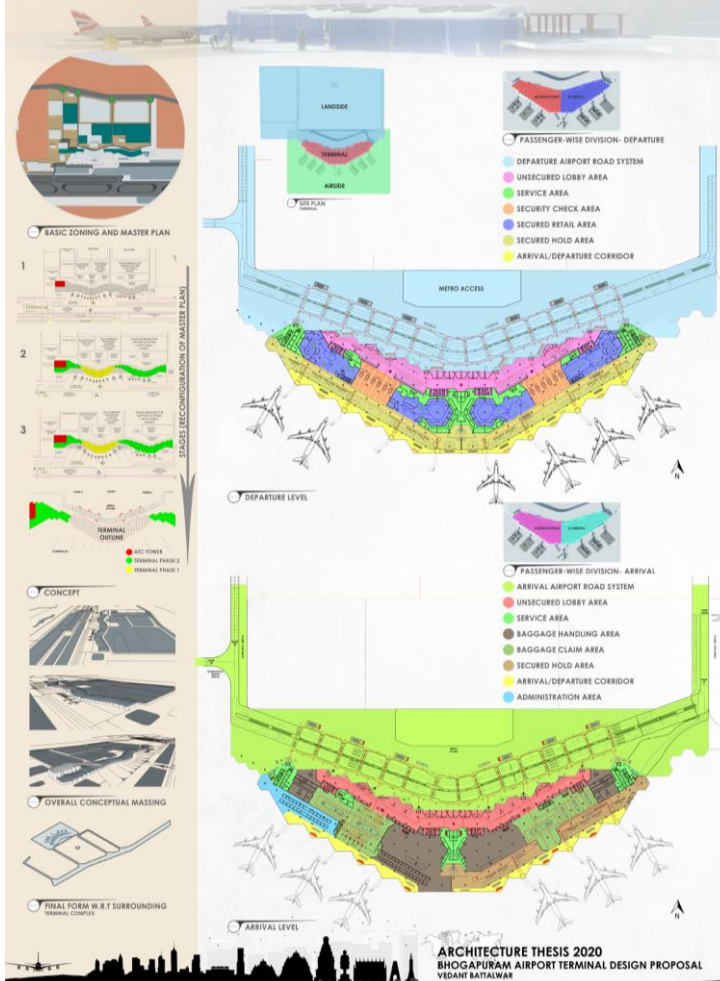 LANDSIDE
TERMINAL
AIRSIDE
SITE PLAN
TERMINAL
PASSENGER-WISE DIVISION- DEPARTURE
DEPARTURE AIRPORT ROAD SYSTEM
UNSECURED LOBBY AREA
SERVICE AREA
SECURITY CHECK AREA
SECURED RETAIL AREA
SECURED HOLD AREA
ARRIVAL/DEPARTURE CORRIDOR
BASIC ZONING AND MASTER PLAN
1
2
3
STAGES (RECONFIGURATION OF MASTER PLAN)
TERMINAL
OUTLINE
ATC TOWER
TERMINAL PHASE 2
TERMINAL PHASE 1
CONCEPT
METRO ACCESS
N
DEPARTURE LEVEL
PASSENGER-WISE DIVISION- ARRIVAL
ARRIVAL AIRPORT ROAD SYSTEM
UNSECURED LOBBY AREA
SERVICE AREA
BAGGAGE HANDLING AREA
BAGGAGE CLAIM AREA
SECURED HOLD AREA
ARRIVAL/DEPARTURE CORRIDOR
ADMINISTRATION AREA
OVERALL CONCEPTUAL MASSING
FINAL FORM W.R.T SURROUNDING
TERMINAL COMPLEX
N
ARRIVAL LEVEL
ARCHITECTURE THESIS 2020
BHOGAPURAM AIRPORT TERMINAL DESIGN PROPOSAL
VEDANT BATTALWAR